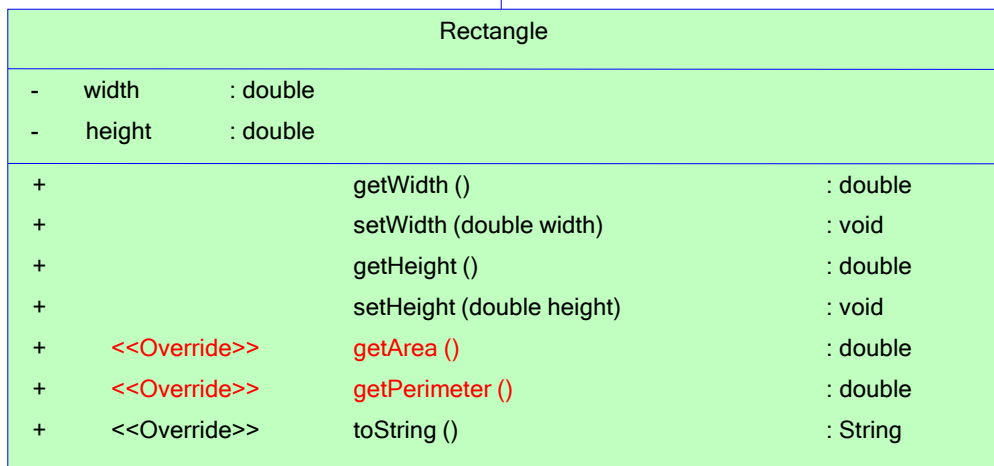 Rectangle
- width : double
- height : double
+ getWidth () : double
+ setWidth (double width) : void
+ getHeight () : double
+ setHeight (double height) : void
+ <<Override>> getArea () : double
+ <<Override>> getPerimeter () : double
+ <<Override>> toString () : String